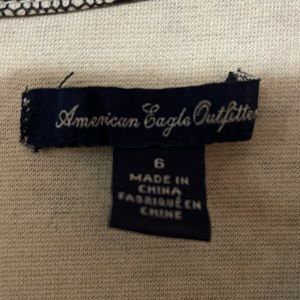 American Eagle Outfitte
6
MADE IN
CHINA
FABRIQUÉ EN
CHINE